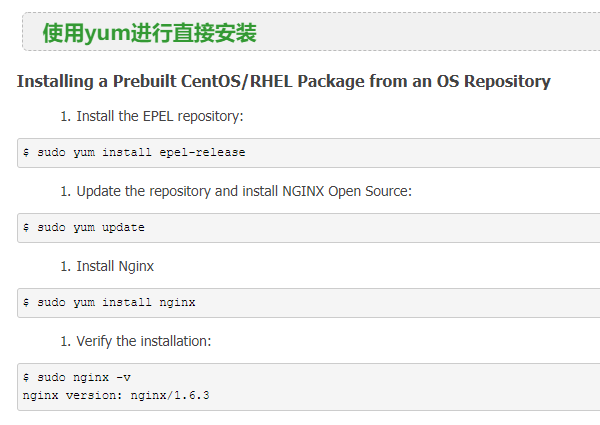 使用yum进行直接安装
Installing a Prebuilt CentOS/RHEL Package from an OS Repository
1. Install the EPEL repository:
$ sudo yum install epel-release
1. Update the repository and install NGINX Open Source:
$ sudo yum update
1. Install Nginx
$ sudo yum install nginx
1. Verify the installation:
$ sudo nginx -v
nginx version: nginx/1.6.3